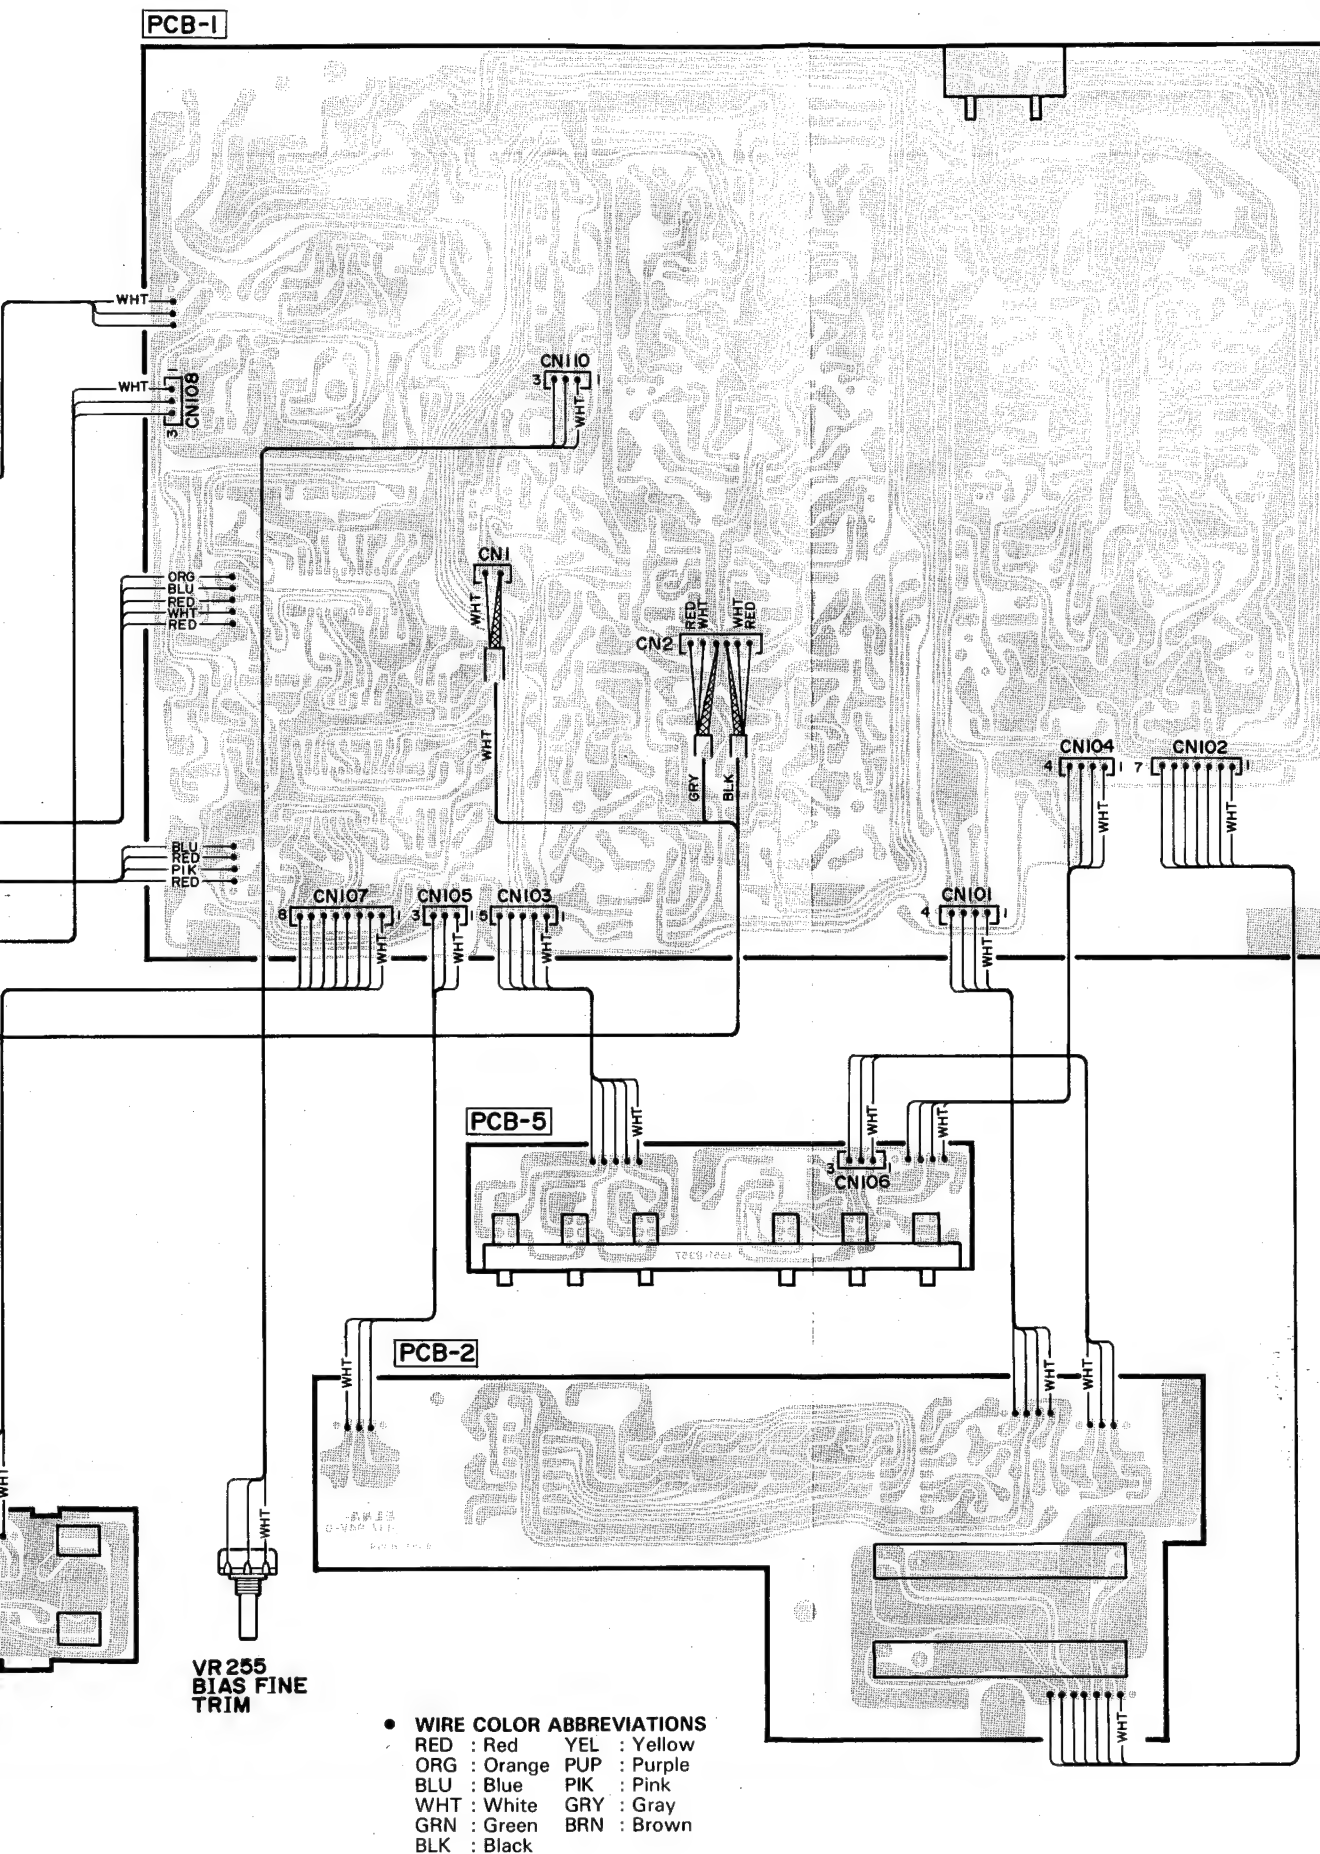 PCB-1
WHT
WHT
1
CN108
3
CN110
3
1
WHT
ORG
BLU
RED
WHT
RED
CN1
WHT
RED
WHT
WHT
RED
CN2
WHT
GRY
BLK
CN104
4
1
WHT
CN102
7
1
WHT
BLU
RED
PIK
RED
CN107
8
1
WHT
CN105
3
1
WHT
CN103
5
1
WHT
CN101
4
1
WHT
PCB-5
WHT
WHT
WHT
3
1
CN106
PCB-2
WHT
WHT
WHT
WHT
WHT
VR255
BIAS FINE
TRIM
WHT
● WIRE COLOR ABBREVIATIONS
RED : Red YEL : Yellow
ORG : Orange PUP : Purple
BLU : Blue PIK : Pink
WHT : White GRY : Gray
GRN : Green BRN : Brown
BLK : Black